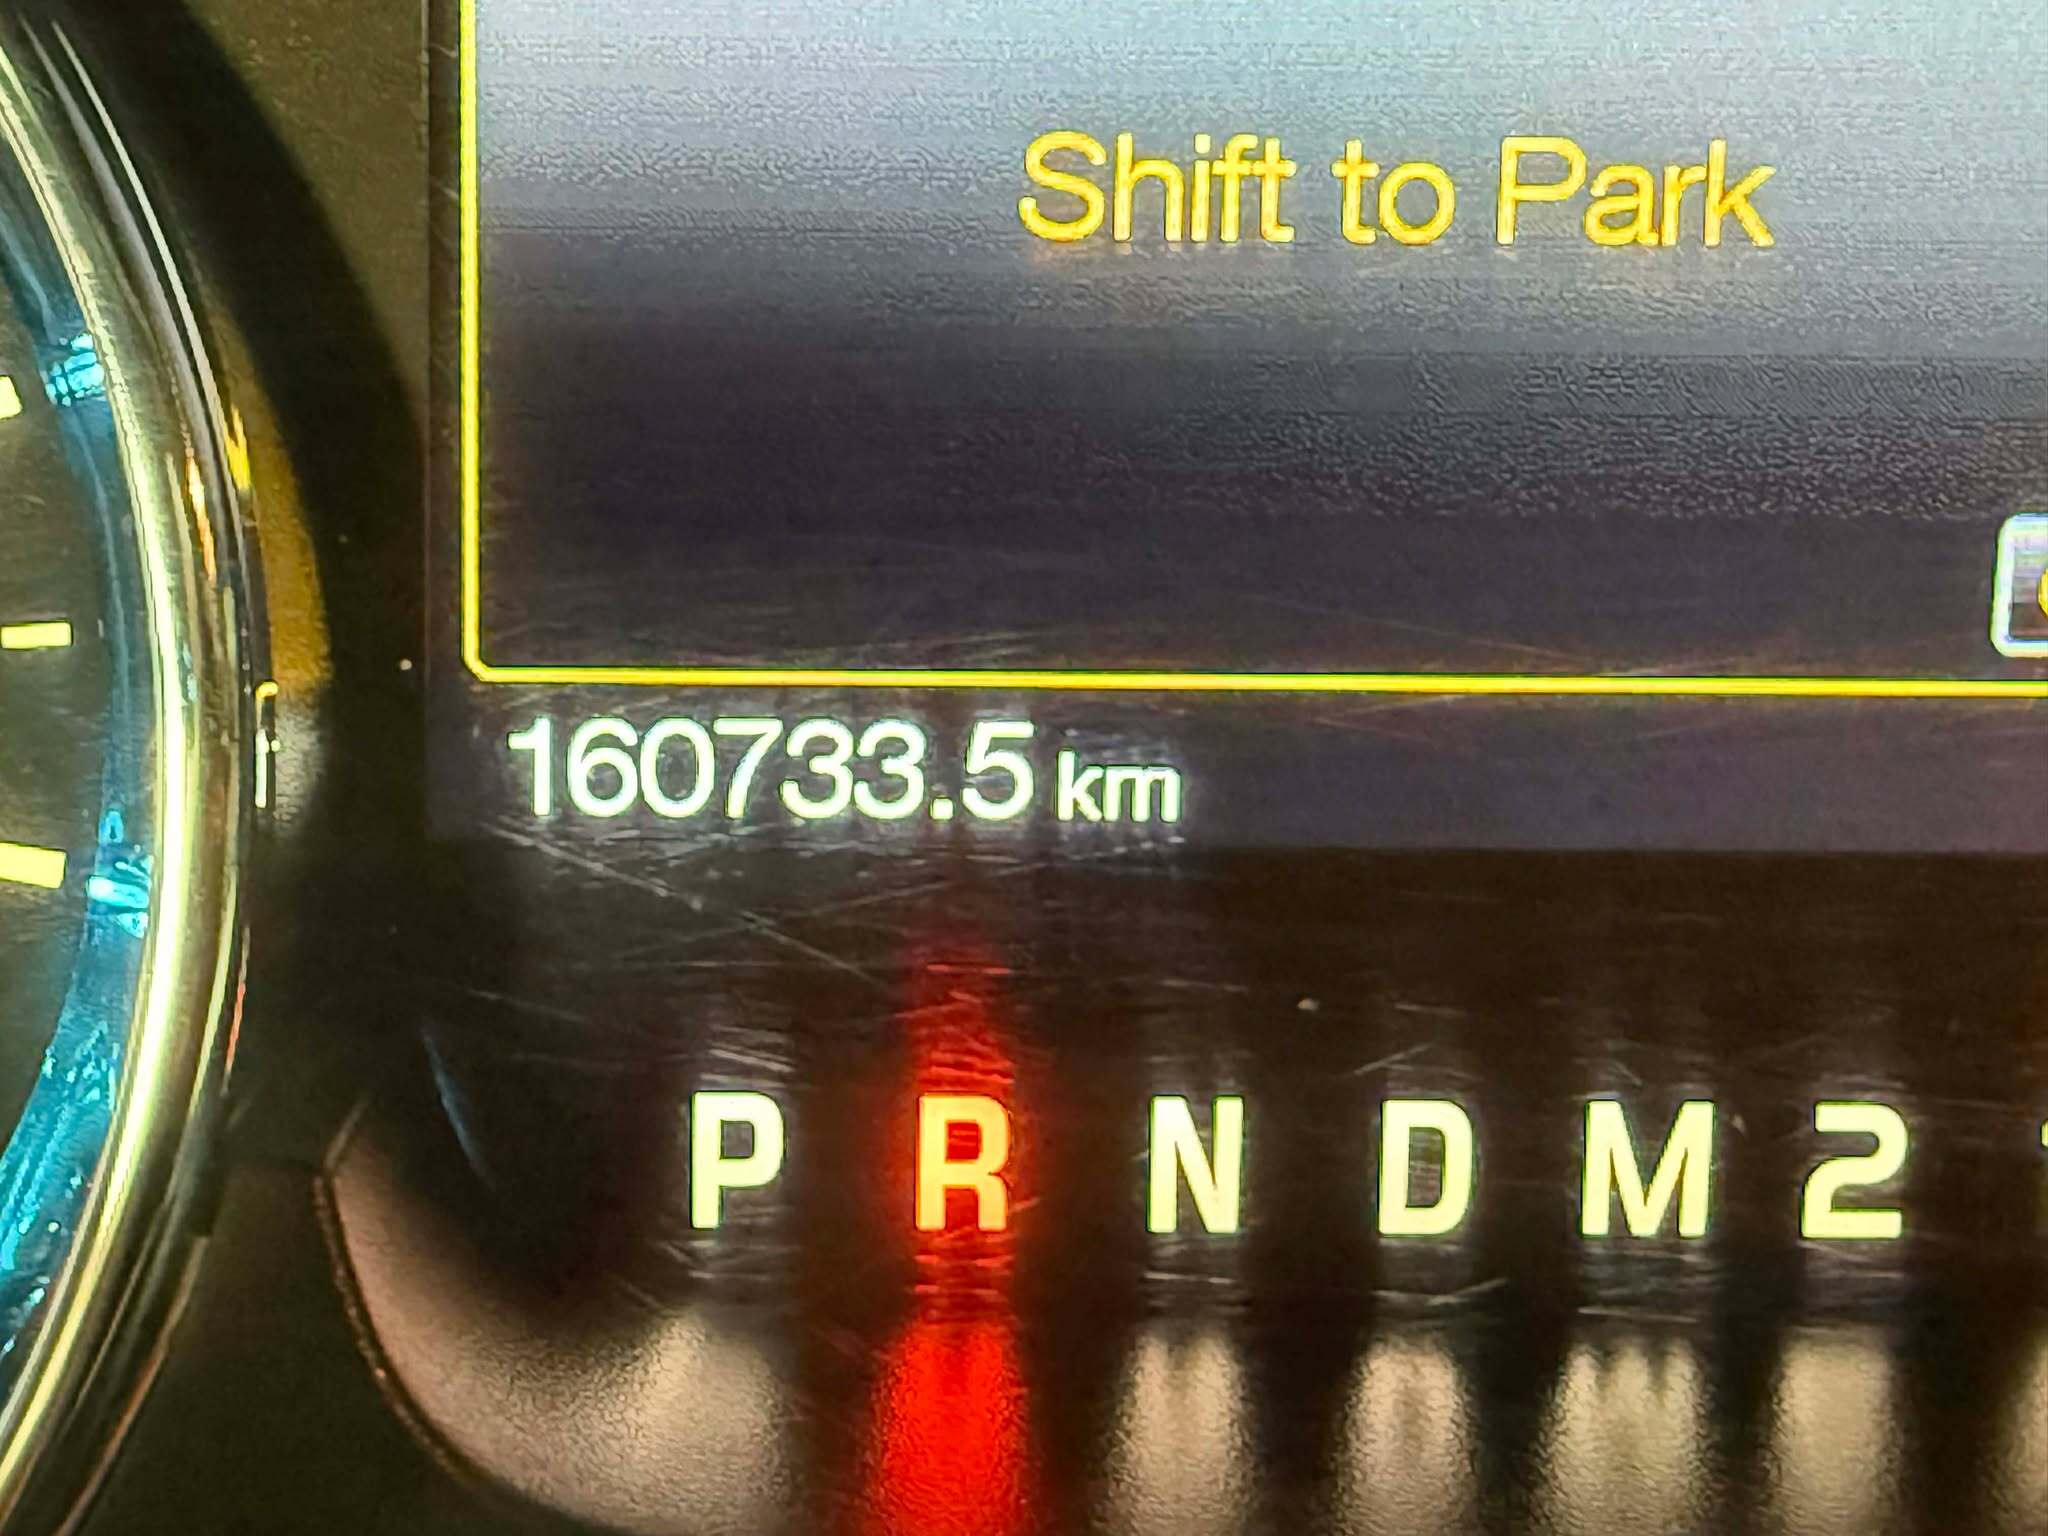 Shift to Park
160733.5 km
P R N D M 2